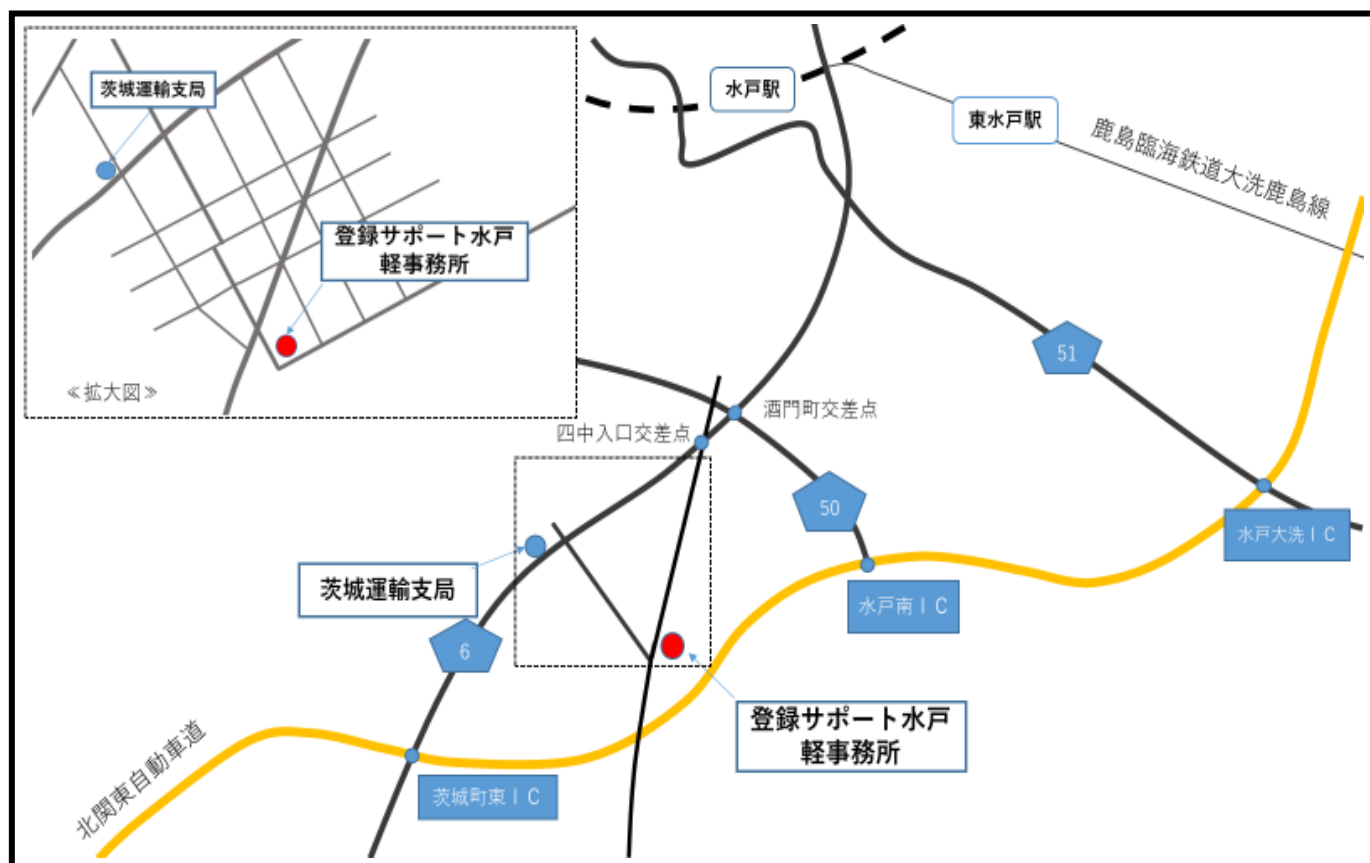 茨城運輸支局
登録サポート水戸
軽事務所
≪拡大図≫
水戸駅
東水戸駅
鹿島臨海鉄道大洗鹿島線
51
酒門町交差点
四中入口交差点
50
水戸大洗IC
茨城運輸支局
水戸南IC
6
登録サポート水戸
軽事務所
北関東自動車道
茨城町東IC